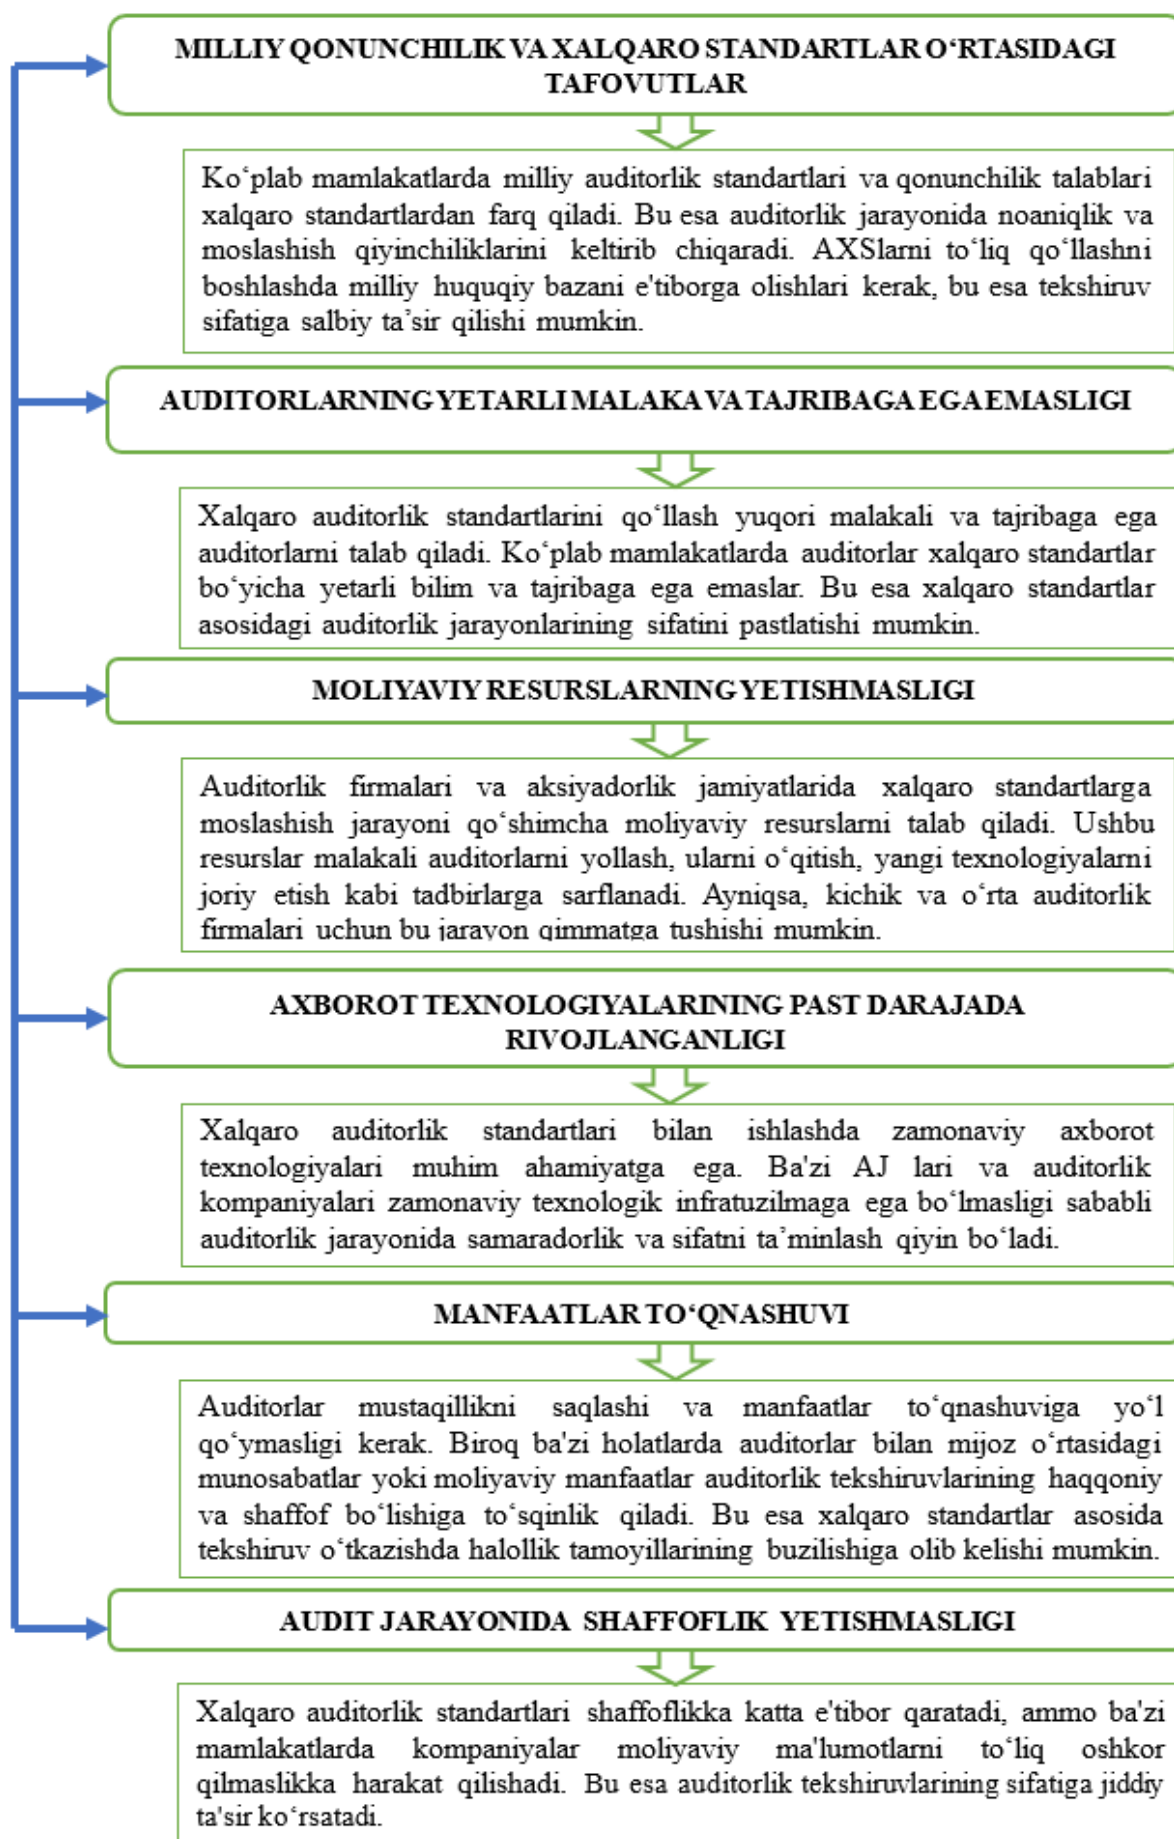 MILLIY QONUNCHILIK VA XALQARO STANDARTLAR O‘RTASIDAGI
TAFOVUTLAR
Ko‘plab mamlakatlarda milliy auditorlik standartlari va qonunchilik talablari
xalqaro standartlardan farq qiladi. Bu esa auditorlik jarayonida noaniqlik va
moslashish qiyinchiliklarini keltirib chiqaradi. AXSlarni to‘liq qo‘llashni
boshlashda milliy huquqiy bazani e'tiborga olishlari kerak, bu esa tekshiruv
sifatiga salbiy ta’sir qilishi mumkin.
AUDITORLARNING YETARLI MALAKA VA TAJRIBAGA EGA EMASLIGI
Xalqaro auditorlik standartlarini qo‘llash yuqori malakali va tajribaga ega
auditorlarni talab qiladi. Ko‘plab mamlakatlarda auditorlar xalqaro standartlar
bo‘yicha yetarli bilim va tajribaga ega emaslar. Bu esa xalqaro standartlar
asosidagi auditorlik jarayonlarining sifatini pastlatishi mumkin.
MOLIYAVIY RESURSLARNING YETISHMASLIGI
Auditorlik firmalari va aksiyadorlik jamiyatlarida xalqaro standartlarga
moslashish jarayoni qo‘shimcha moliyaviy resurslarni talab qiladi. Ushbu
resurslar malakali auditorlarni yollash, ularni o‘qitish, yangi texnologiyalarni
joriy etish kabi tadbirlarga sarflanadi. Ayniqsa, kichik va o‘rta auditorlik
firmalari uchun bu jarayon qimmatga tushishi mumkin.
AXBOROT TEXNOLOGIYALARINING PAST DARAJADA
RIVOJLANGANLIGI
Xalqaro auditorlik standartlari bilan ishlashda zamonaviy axborot
texnologiyalari muhim ahamiyatga ega. Ba'zi AJ lari va auditorlik
kompaniyalari zamonaviy texnologik infratuzilmaga ega bo‘lmasligi sababli
auditorlik jarayonida samaradorlik va sifatni ta’minlash qiyin bo‘ladi.
MANFAATLAR TO‘QNASHUVI
Auditorlar mustaqillikni saqlashi va manfaatlar to‘qnashuviga yo‘l
qo‘ymasligi kerak. Biroq ba'zi holatlarda auditorlar bilan mijoz o‘rtasidagi
munosabatlar yoki moliyaviy manfaatlar auditorlik tekshiruvlarining haqqoniy
va shaffof bo‘lishiga to‘sqinlik qiladi. Bu esa xalqaro standartlar asosida
tekshiruv o‘tkazishda halollik tamoyillarining buzilishiga olib kelishi mumkin.
AUDIT JARAYONIDA SHAFFOFLIK YETISHMASLIGI
Xalqaro auditorlik standartlari shaffoflikka katta e'tibor qaratadi, ammo ba'zi
mamlakatlarda kompaniyalar moliyaviy ma'lumotlarni to‘liq oshkor
qilmaslikka harakat qilishadi. Bu esa auditorlik tekshiruvlarining sifatiga jiddiy
ta'sir ko‘rsatadi.